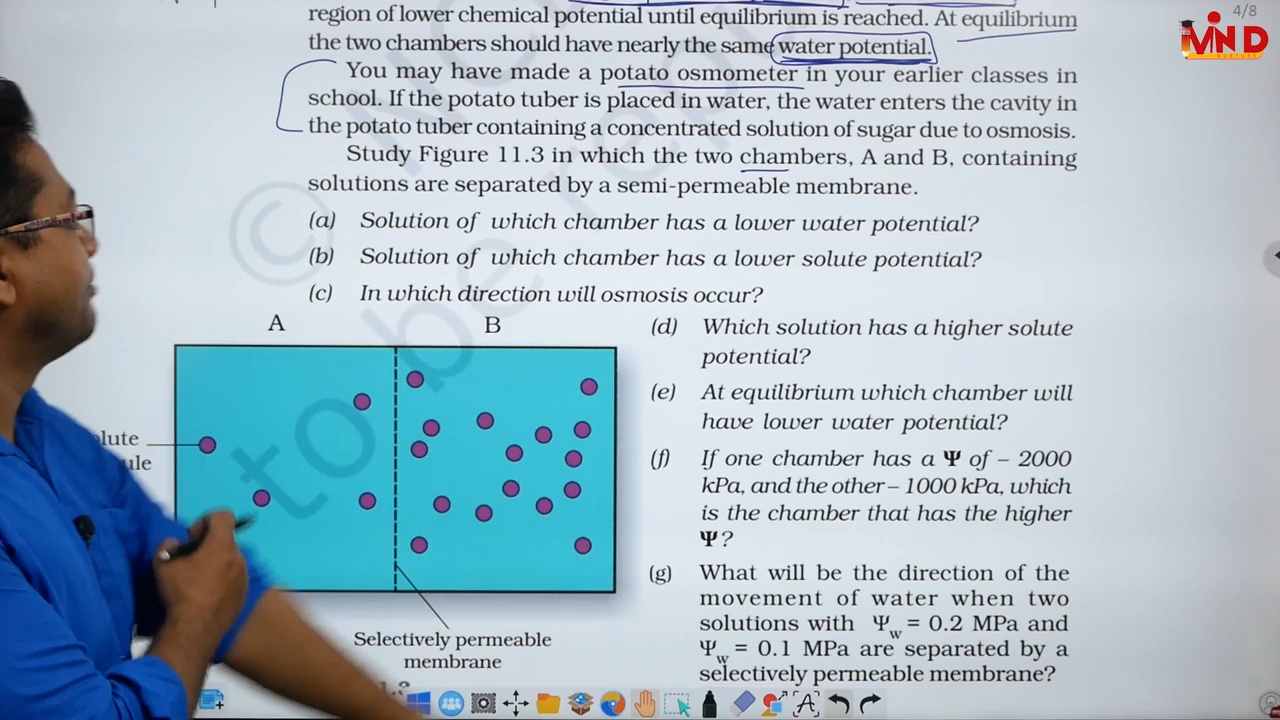 region of lower chemical potential until equilibrium is reached. At equilibrium
the two chambers should have nearly the same water potential.
You may have made a potato osmometer in your earlier classes in
school. If the potato tuber is placed in water, the water enters the cavity in
the potato tuber containing a concentrated solution of sugar due to osmosis.
Study Figure 11.3 in which the two chambers, A and B, containing
solutions are separated by a semi-permeable membrane.
(a) Solution of which chamber has a lower water potential?
(b) Solution of which chamber has a lower solute potential?
(c) In which direction will osmosis occur?
A B
(d) Which solution has a higher solute
potential?
(e) At equilibrium which chamber will
have lower water potential?
(f) If one chamber has a Ψ of – 2000
kPa, and the other – 1000 kPa, which
is the chamber that has the higher
Ψ?
(g) What will be the direction of the
movement of water when two
solutions with Ψw = 0.2 MPa and
Ψw = 0.1 MPa are separated by a
selectively permeable membrane?
lute
ule
Selectively permeable
membrane
4/8
MIND
to be rep